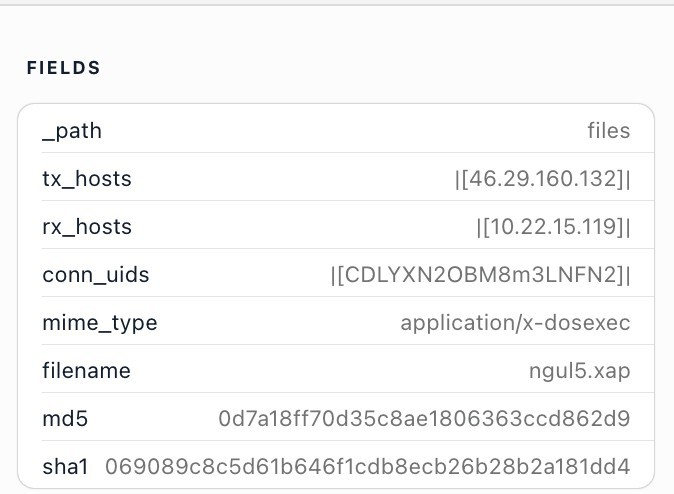 FIELDS
_path files
tx_hosts |[46.29.160.132]|
rx_hosts |[10.22.15.119]|
conn_uids |[CDLYXN2OBM8m3LNFN2]|
mime_type application/x-dosexec
filename ngul5.xap
md5 0d7a18ff70d35c8ae1806363ccd862d9
sha1 069089c8c5d61b646f1cdb8ecb26b28b2a181dd4